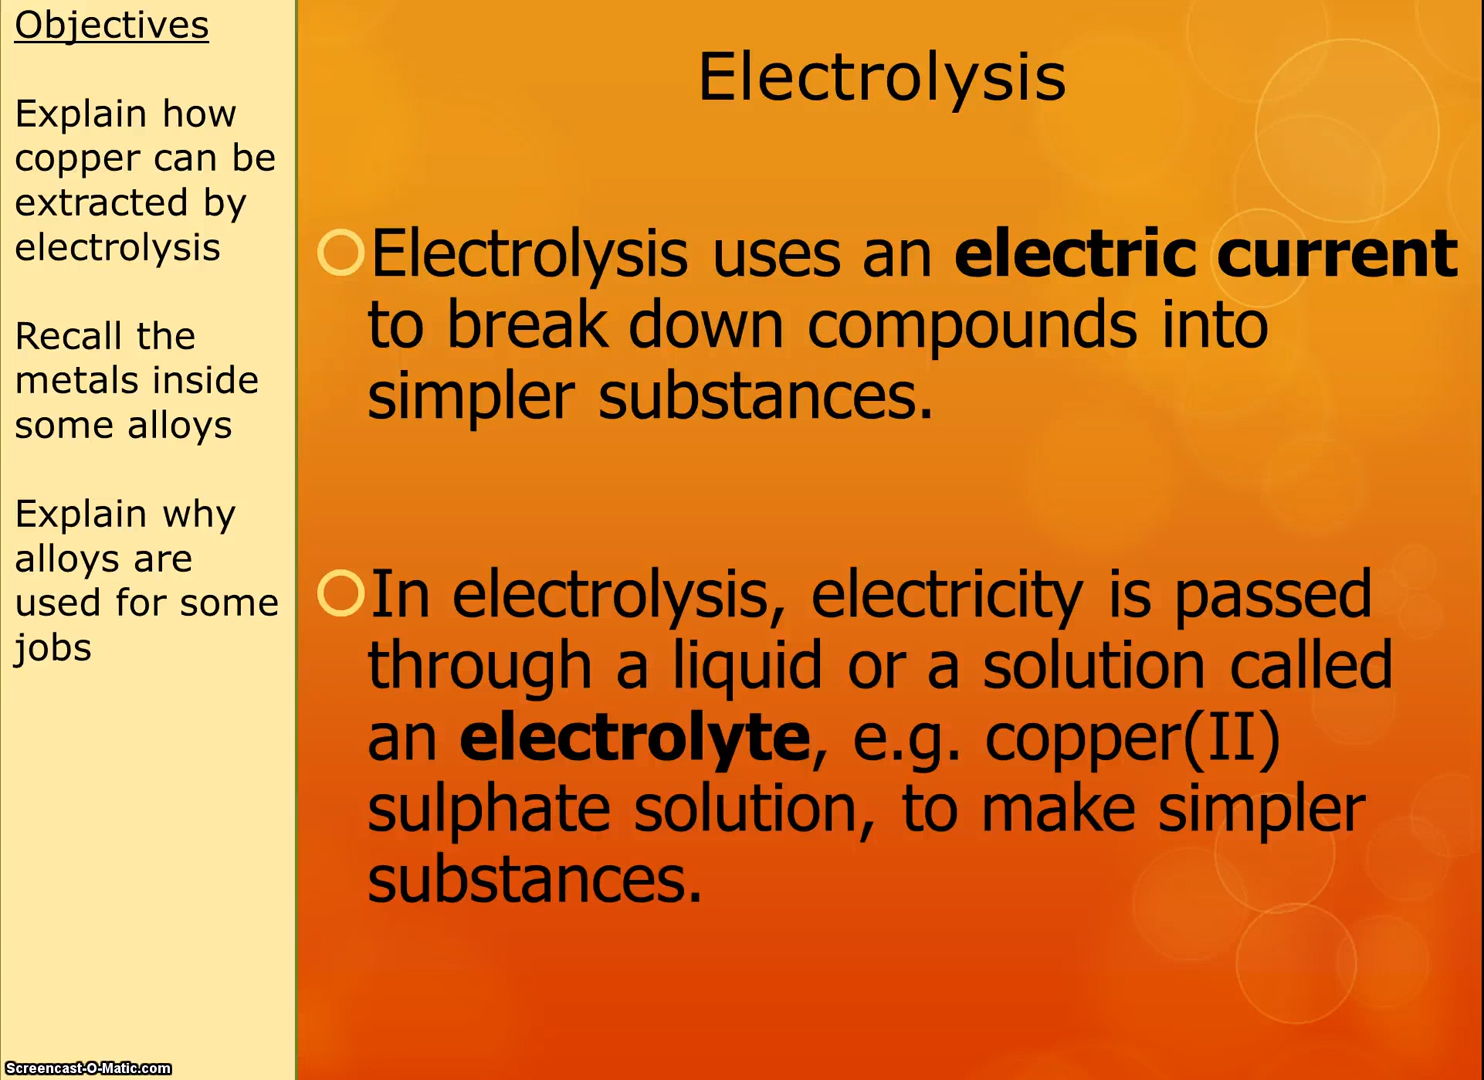 Objectives
Explain how
copper can be
extracted by
electrolysis
Recall the
metals inside
some alloys
Explain why
alloys are
used for some
jobs
Electrolysis
Electrolysis uses an electric current
to break down compounds into
simpler substances.
In electrolysis, electricity is passed
through a liquid or a solution called
an electrolyte, e.g. copper(II)
sulphate solution, to make simpler
substances.
Screencast-O-Matic.com